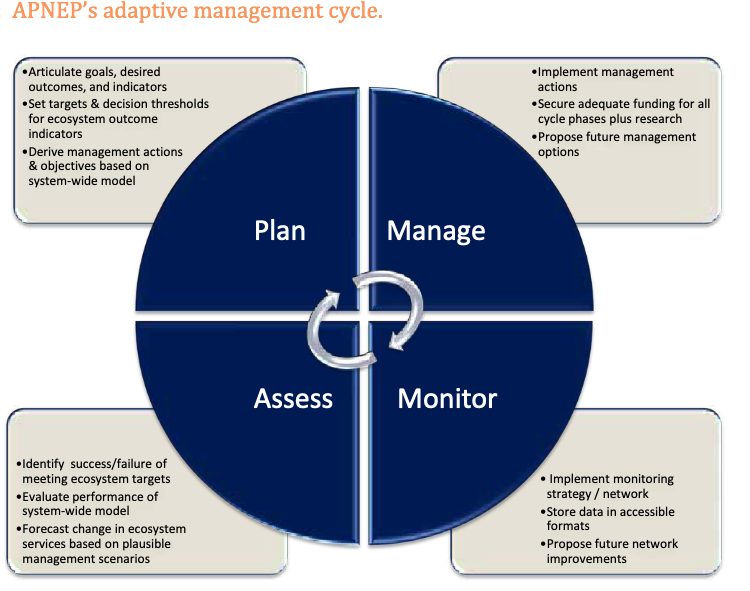 APNEP’s adaptive management cycle.
•Articulate goals, desired
outcomes, and indicators
•Set targets & decision thresholds
for ecosystem outcome
indicators
•Derive management actions
& objectives based on
system-wide model
•Implement management
actions
•Secure adequate funding for all
cycle phases plus research
•Propose future management
options
Plan
Manage
Assess
Monitor
•Identify success/failure of
meeting ecosystem targets
•Evaluate performance of
system-wide model
•Forecast change in ecosystem
services based on plausible
management scenarios
• Implement monitoring
strategy / network
•Store data in accessible
formats
•Propose future network
improvements